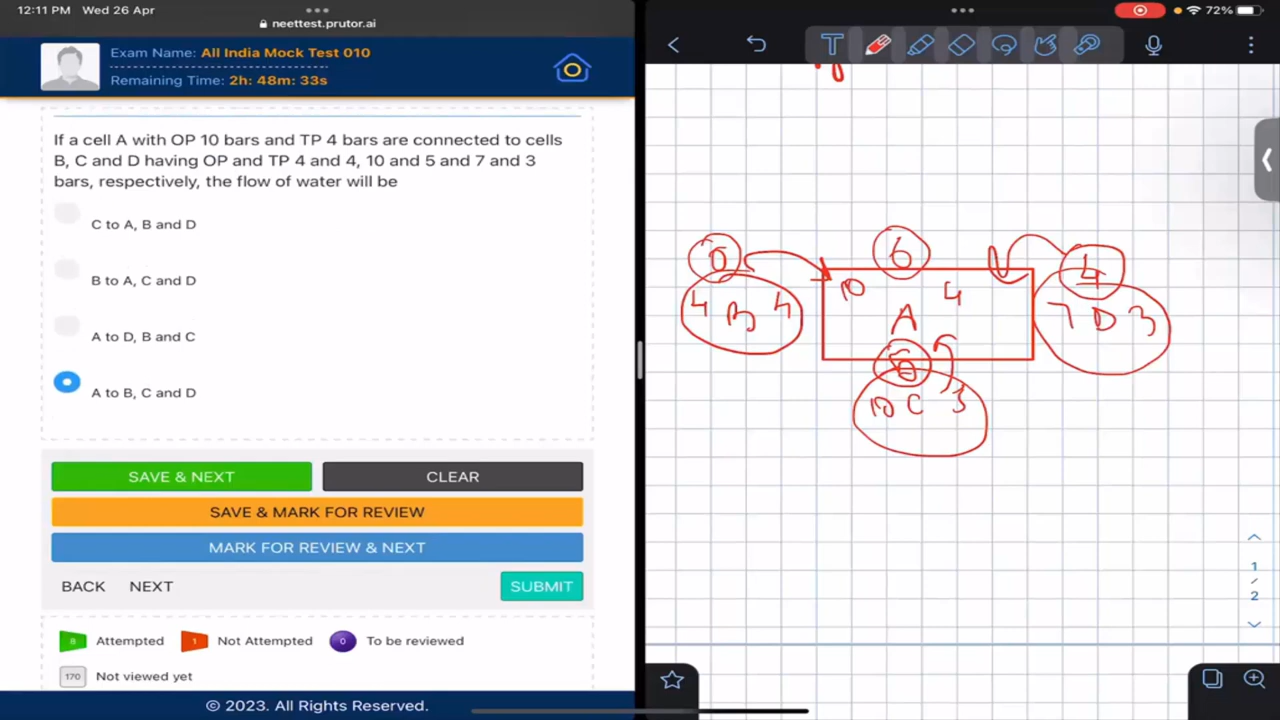 12:11 PM Wed 26 Apr
neettest.prutor.ai
72%
Exam Name: All India Mock Test 010
Remaining Time: 2h: 48m: 33s
If a cell A with OP 10 bars and TP 4 bars are connected to cells
B, C and D having OP and TP 4 and 4, 10 and 5 and 7 and 3
bars, respectively, the flow of water will be
C to A, B and D
B to A, C and D
A to D, B and C
A to B, C and D
SAVE & NEXT
CLEAR
SAVE & MARK FOR REVIEW
MARK FOR REVIEW & NEXT
BACK NEXT
SUBMIT
8 Attempted
1 Not Attempted
0 To be reviewed
170 Not viewed yet
© 2023. All Rights Reserved.
T
0
6
4
10 4
4 B 4
A
7 D 3
10 C
1
/
2